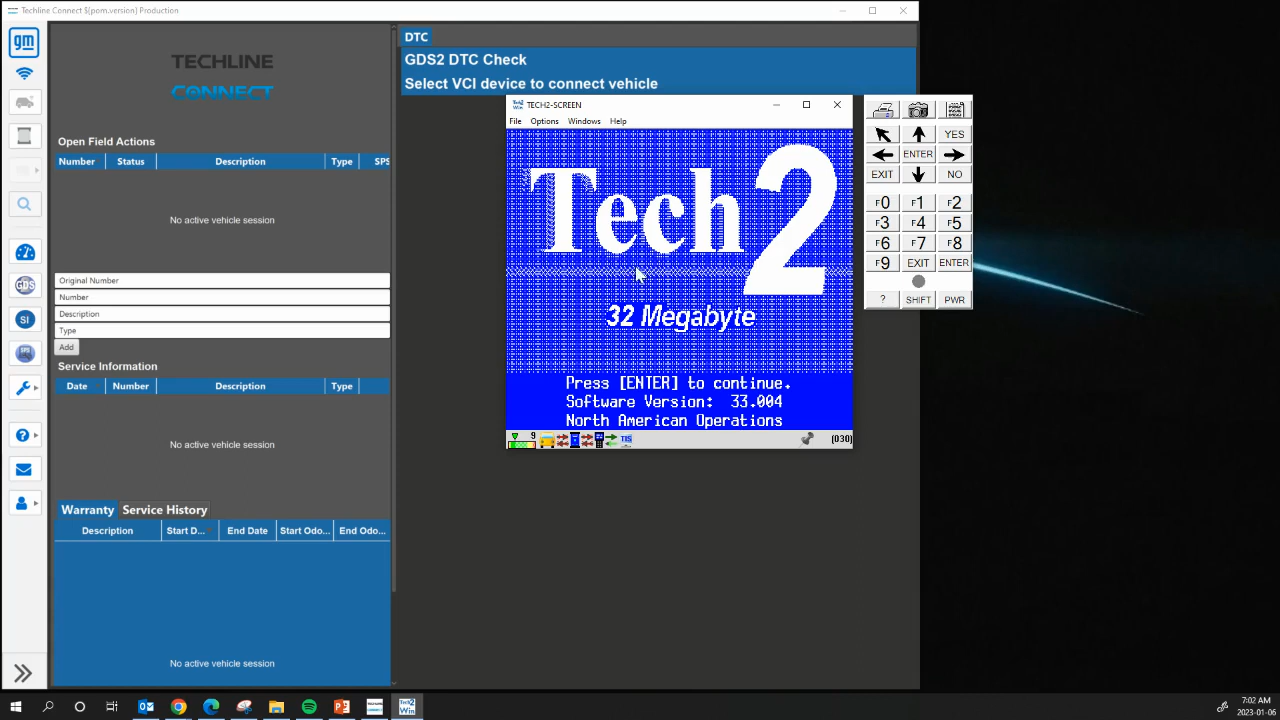 Techline Connect ${pom.version} Production
gm
TECHLINE
CONNECT
Open Field Actions
Number Status Description Type SPS
No active vehicle session
Original Number
Number
Description
Type
Add
Service Information
Date Number Description Type
No active vehicle session
Warranty Service History
Description Start D... End Date Start Odo... End Odo...
No active vehicle session
GDS
SI
DTC
GDS2 DTC Check
Select VCI device to connect vehicle
TECH2-SCREEN
File Options Windows Help
Tech 2
32 Megabyte
Press [ENTER] to continue.
Software Version: 33.004
North American Operations
9 TIS (030)
YES
ENTER
EXIT NO
F0 F1 F2
F3 F4 F5
F6 F7 F8
F9 EXIT ENTER
? SHIFT PWR
7:02 AM
2023-01-06